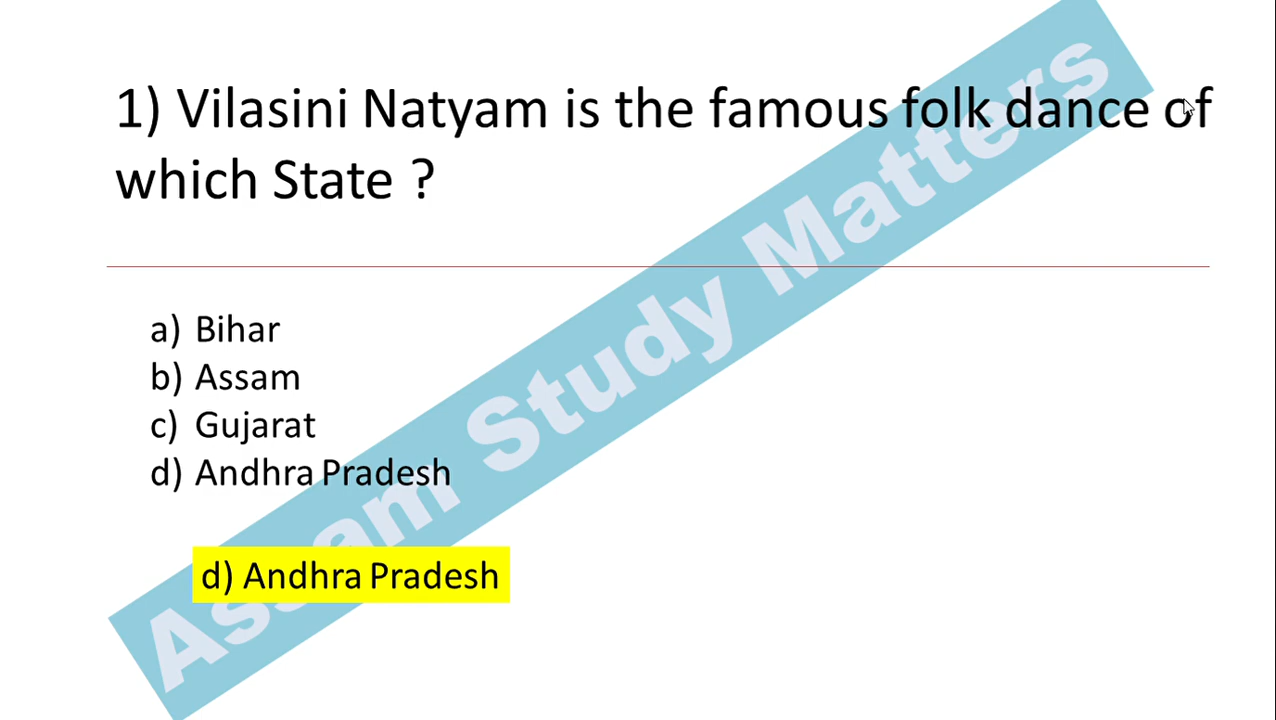 1) Vilasini Natyam is the famous folk dance of
which State ?
a) Bihar
b) Assam
c) Gujarat
d) Andhra Pradesh
d) Andhra Pradesh
Assam Study Matters